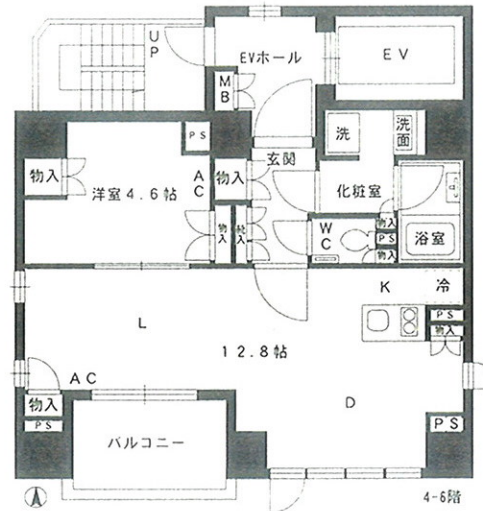 UP
EVホール
EV
MB
PS
洗
洗面
物入
洋室4.6帖
AC
物入
玄関
化粧室
物入
物入
WC
物入
PS
物入
浴室
K
冷
L
12.8帖
PS
物入
AC
物入
PS
D
PS
バルコニー
4-6階